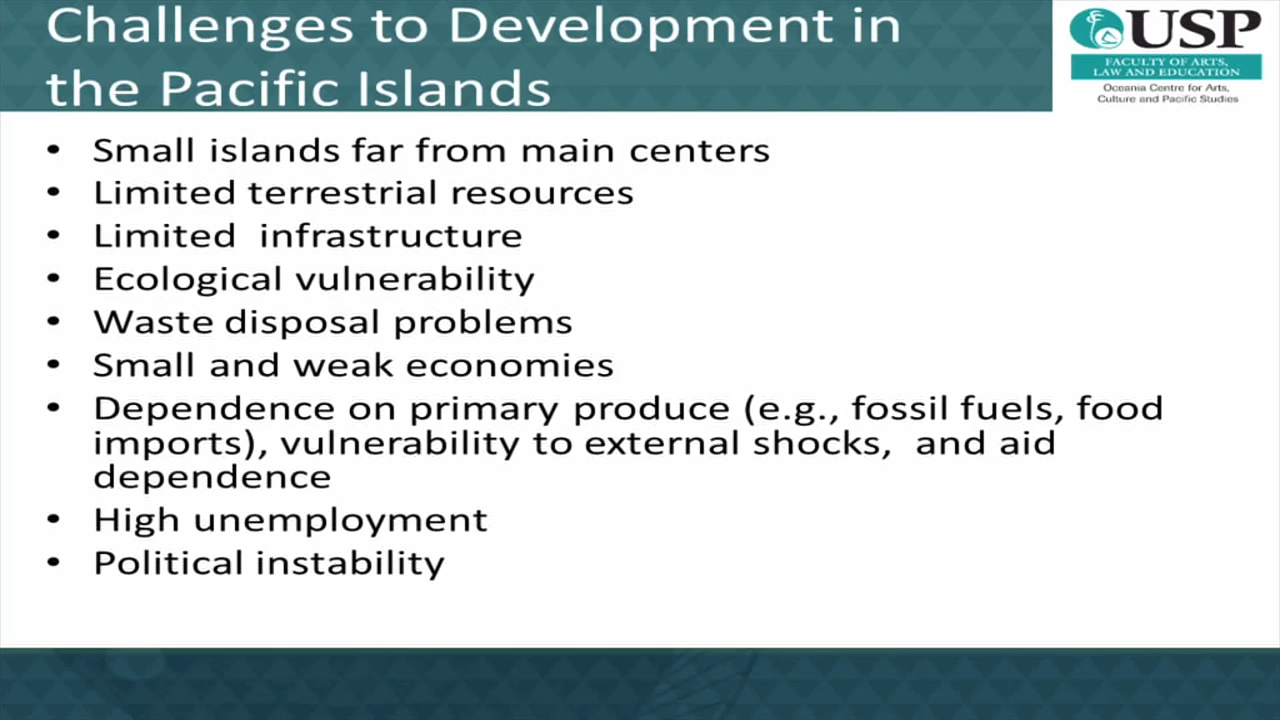 Challenges to Development in
the Pacific Islands
USP
FACULTY OF ARTS,
LAW AND EDUCATION
Oceania Centre for Arts,
Culture and Pacific Studies
• Small islands far from main centers
• Limited terrestrial resources
• Limited  infrastructure
• Ecological vulnerability
• Waste disposal problems
• Small and weak economies
• Dependence on primary produce (e.g., fossil fuels, food
imports), vulnerability to external shocks,  and aid
dependence
• High unemployment
• Political instability